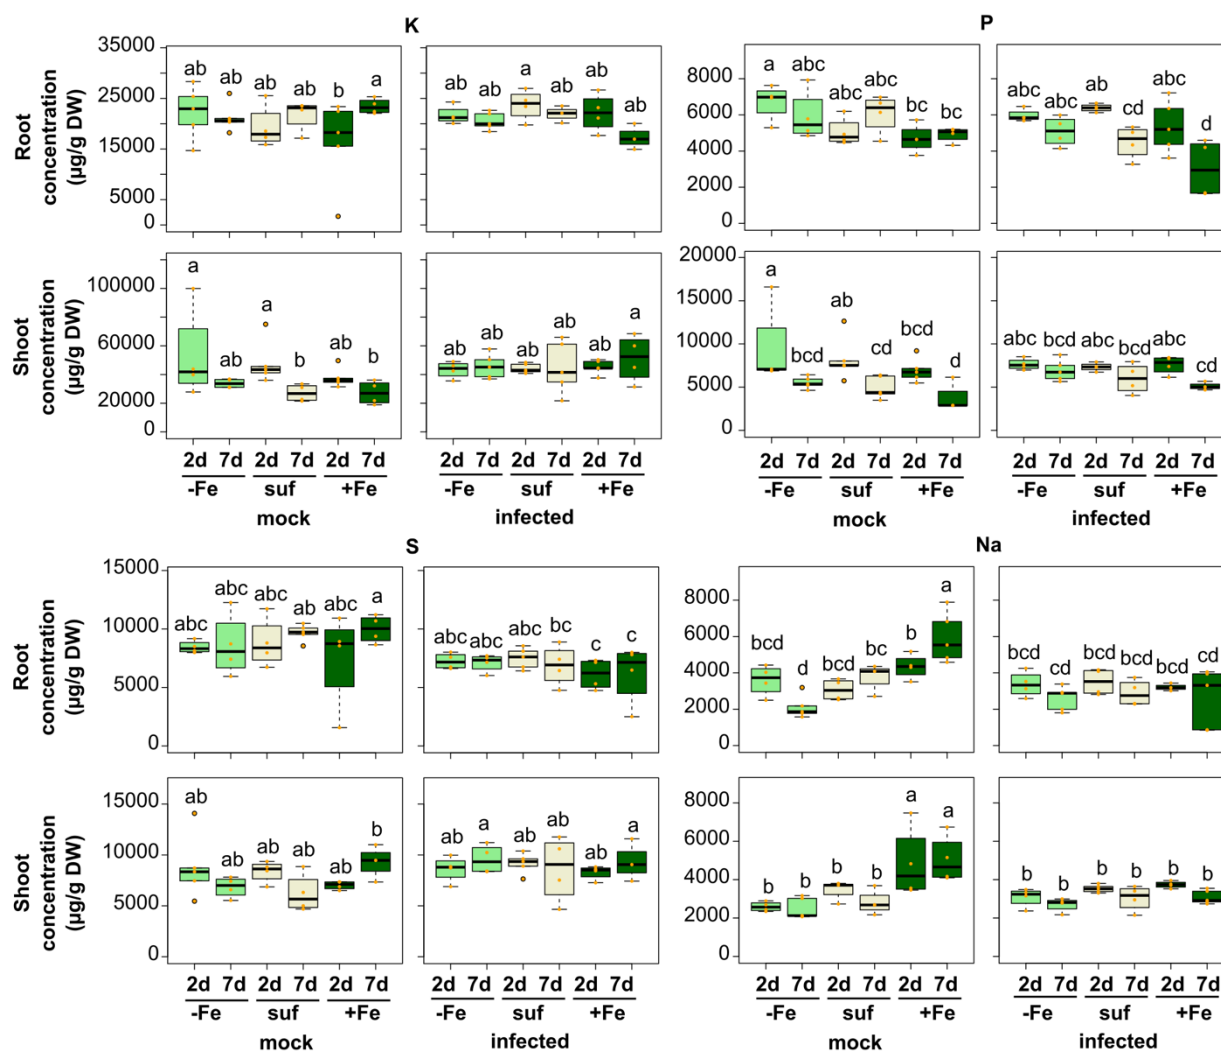 K P
35000
25000
15000
5000
0
Root
concentration
(µg/g DW)
ab ab ab ab b a
ab ab a ab ab ab
8000
6000
4000
2000
0
a abc abc abc bc bc
abc abc ab cd abc d
100000
60000
20000
0
Shoot
concentration
(µg/g DW)
a ab a b ab b
ab ab ab ab ab a
20000
15000
10000
5000
0
a bcd ab cd bcd d
abc bcd abc bcd abc cd
2d 7d 2d 7d 2d 7d
-Fe suf +Fe
mock
2d 7d 2d 7d 2d 7d
-Fe suf +Fe
infected
2d 7d 2d 7d 2d 7d
-Fe suf +Fe
mock
2d 7d 2d 7d 2d 7d
-Fe suf +Fe
infected
S Na
15000
10000
5000
0
Root
concentration
(µg/g DW)
abc abc abc ab abc a
abc abc abc bc c c
8000
6000
4000
2000
0
bcd d bcd bc b a
bcd cd bcd bcd bcd cd
15000
10000
5000
0
Shoot
concentration
(µg/g DW)
ab ab ab ab ab b
ab a ab ab ab a
8000
6000
4000
2000
0
b b b b a a
b b b b b b
2d 7d 2d 7d 2d 7d
-Fe suf +Fe
mock
2d 7d 2d 7d 2d 7d
-Fe suf +Fe
infected
2d 7d 2d 7d 2d 7d
-Fe suf +Fe
mock
2d 7d 2d 7d 2d 7d
-Fe suf +Fe
infected